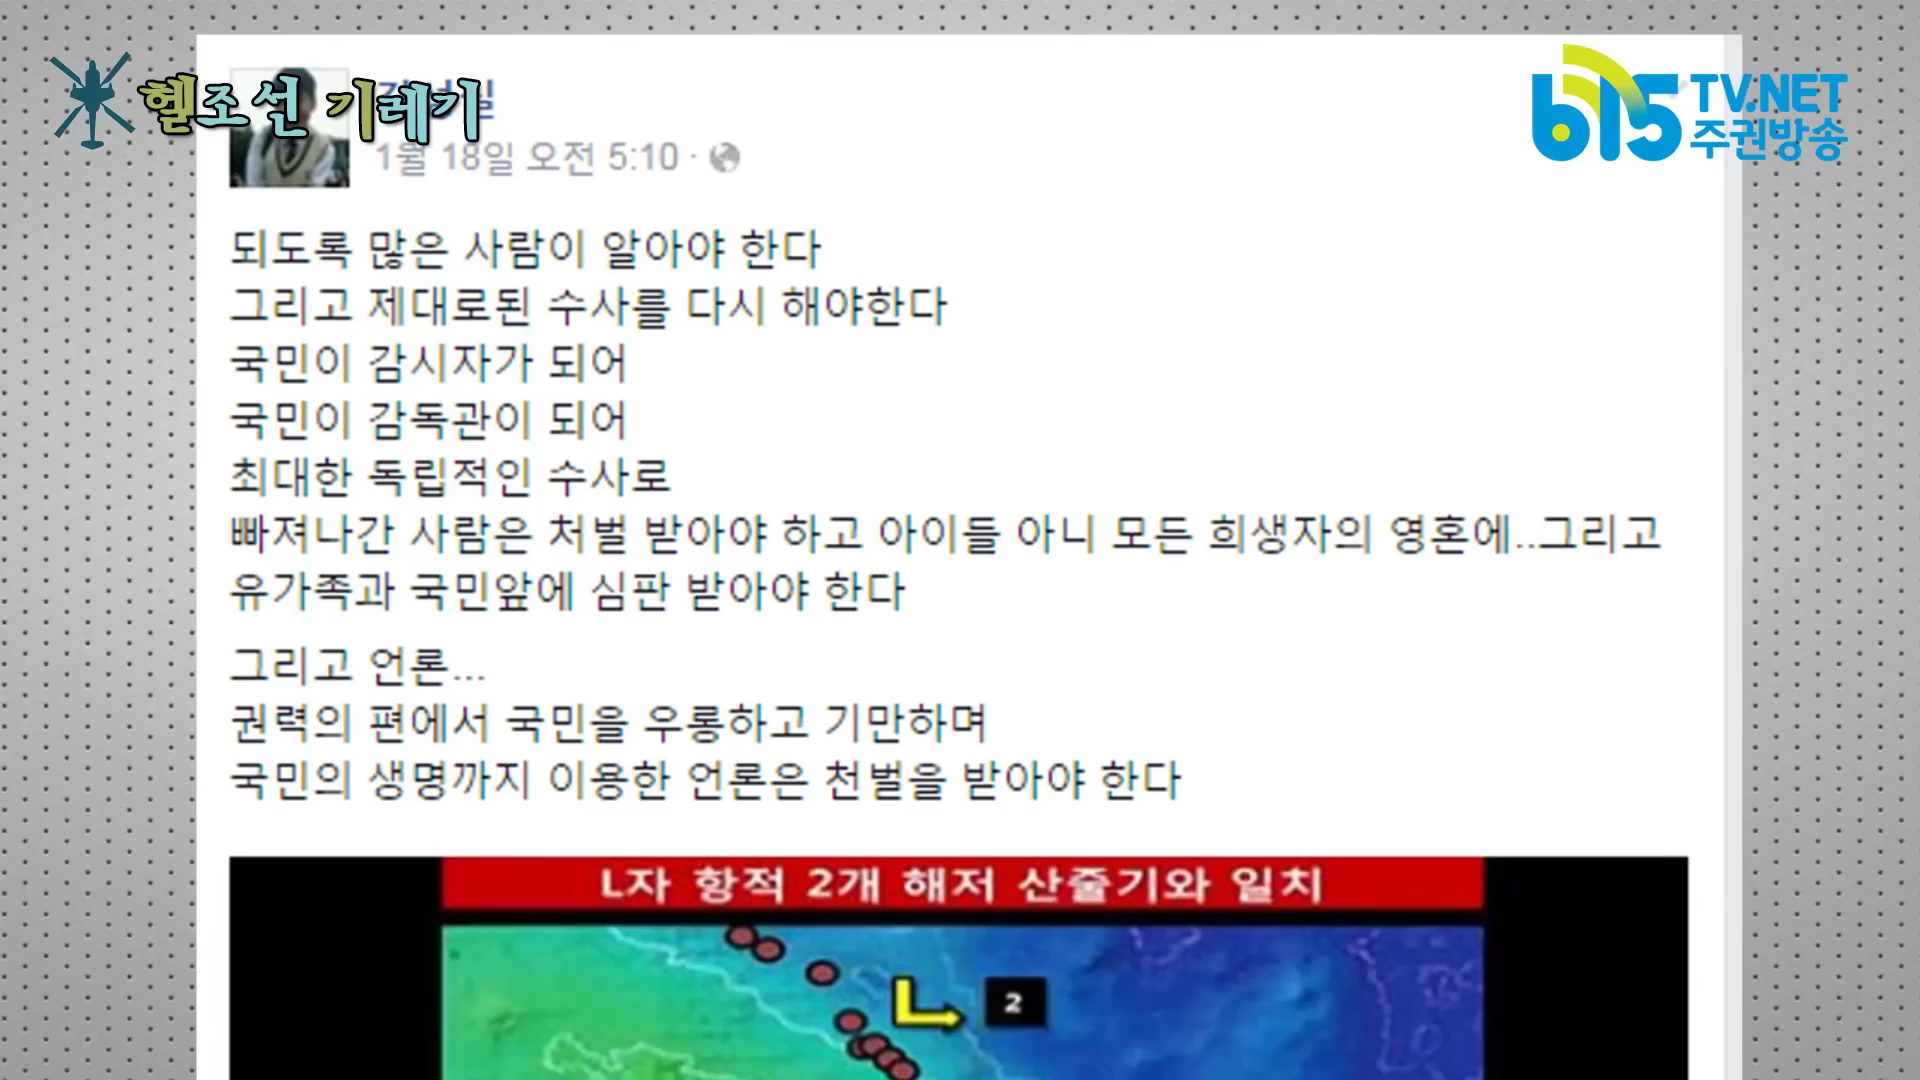 헬조선 기레기
615
TV.NET
주권방송
1월 18일 오전 5:10
되도록 많은 사람이 알아야 한다
그리고 제대로된 수사를 다시 해야한다
국민이 감시자가 되어
국민이 감독관이 되어
최대한 독립적인 수사로
빠져나간 사람은 처벌 받아야 하고 아이들 아니 모든 희생자의 영혼에..그리고
유가족과 국민앞에 심판 받아야 한다
그리고 언론...
권력의 편에서 국민을 우롱하고 기만하며
국민의 생명까지 이용한 언론은 천벌을 받아야 한다
L자 항적 2개 해저 산줄기와 일치
2